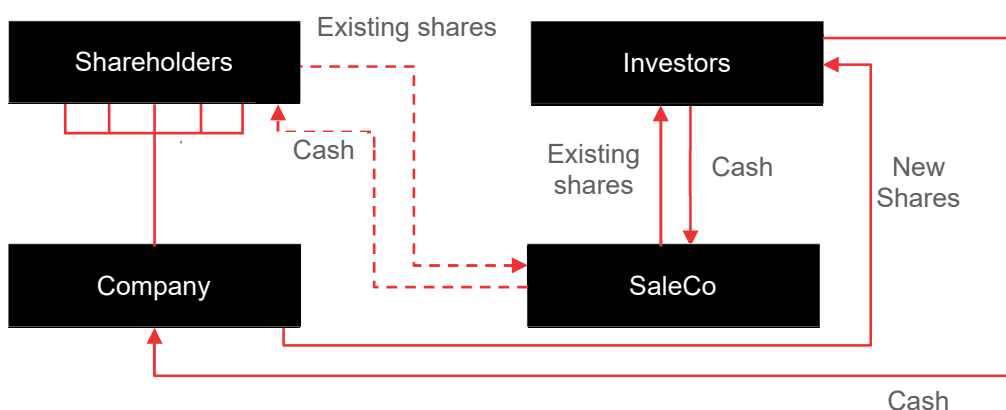 Existing shares
Shareholders
Investors
Cash
Existing
shares
Cash
New
Shares
Company
SaleCo
Cash